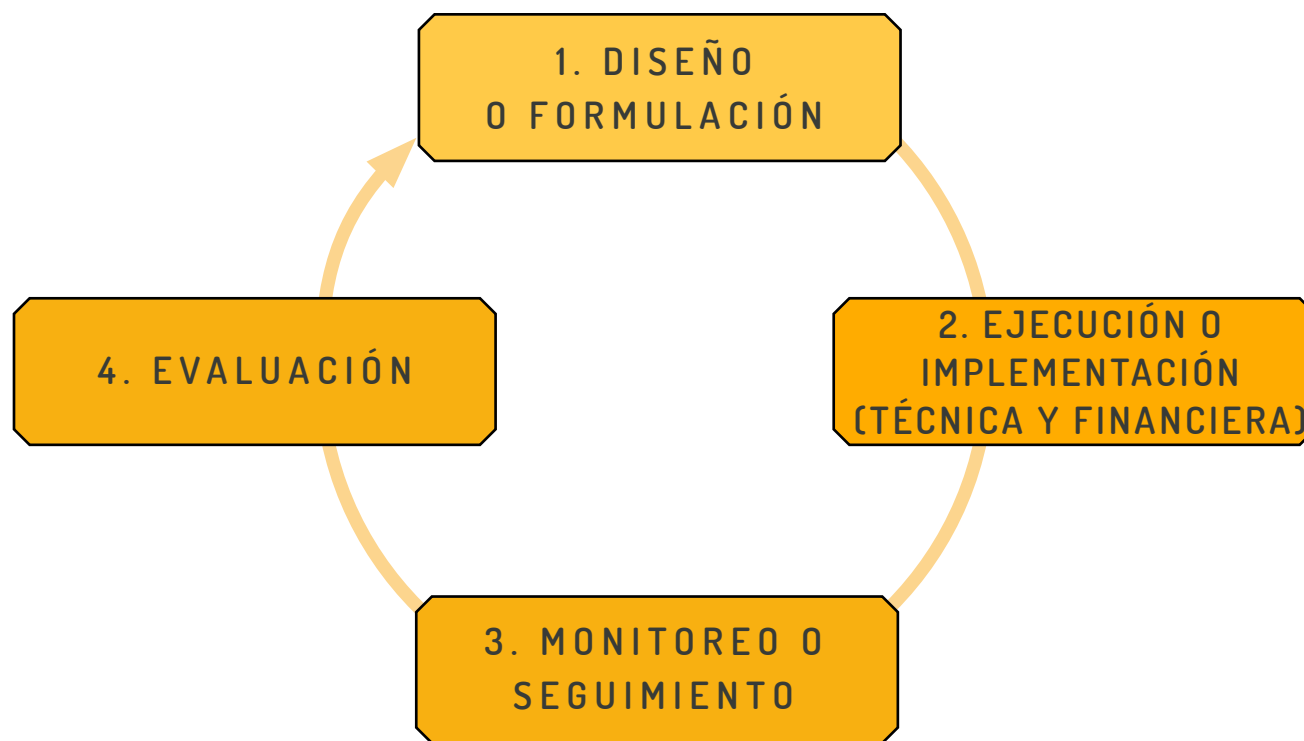 1. DISEÑO
O FORMULACIÓN
2. EJECUCIÓN O
IMPLEMENTACIÓN
(TÉCNICA Y FINANCIERA)
3. MONITOREO O
SEGUIMIENTO
4. EVALUACIÓN